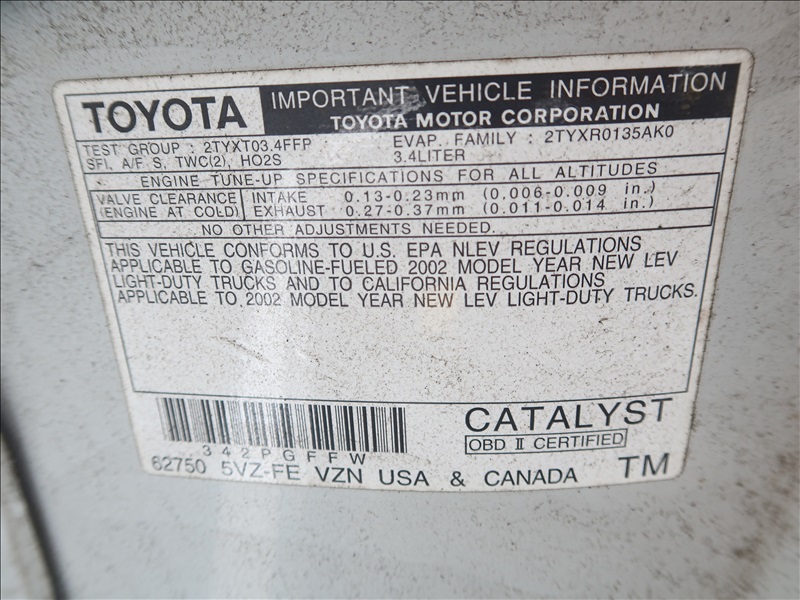 TOYOTA
IMPORTANT VEHICLE INFORMATION
TOYOTA MOTOR CORPORATION
TEST GROUP : 2TYXT03.4FFP EVAP. FAMILY : 2TYXR0135AK0
SFI, A/F S, TWC(2), HO2S 3.4LITER
ENGINE TUNE-UP SPECIFICATIONS FOR ALL ALTITUDES
VALVE CLEARANCE INTAKE 0.13-0.23mm (0.006-0.009 in.)
(ENGINE AT COLD) EXHAUST 0.27-0.37mm (0.011-0.014 in.)
NO OTHER ADJUSTMENTS NEEDED.
THIS VEHICLE CONFORMS TO U.S. EPA NLEV REGULATIONS
APPLICABLE TO GASOLINE-FUELED 2002 MODEL YEAR NEW LEV
LIGHT-DUTY TRUCKS AND TO CALIFORNIA REGULATIONS
APPLICABLE TO 2002 MODEL YEAR NEW LEV LIGHT-DUTY TRUCKS.
CATALYST
OBD II CERTIFIED
342PGFFW
62750 5VZ-FE VZN USA & CANADA TM